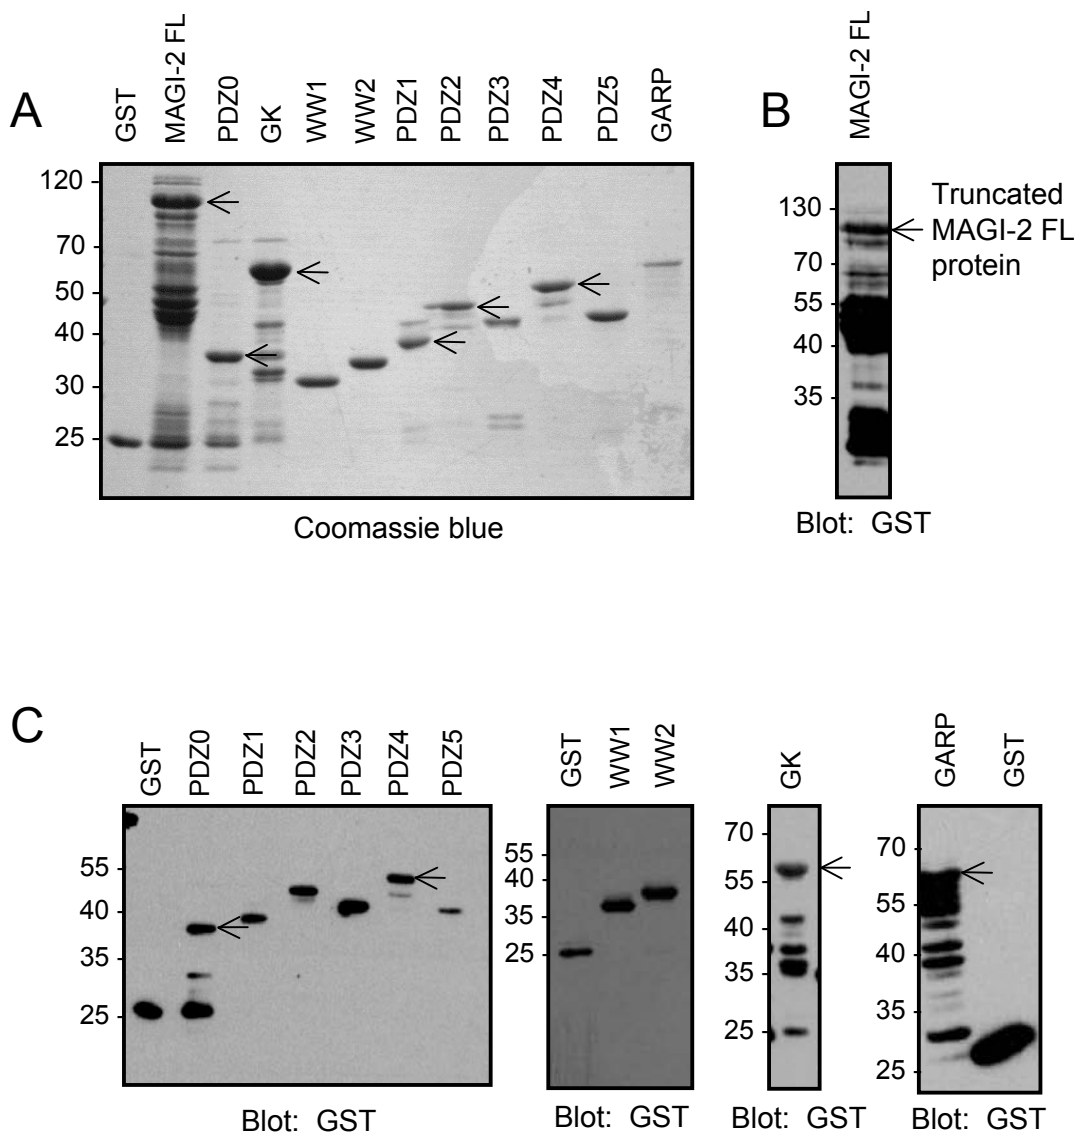 A
GST
MAGI-2 FL
PDZ0
GK
WW1
WW2
PDZ1
PDZ2
PDZ3
PDZ4
PDZ5
GARP
120
70
50
40
30
25
Coomassie blue
B
MAGI-2 FL
130
70
55
40
35
Truncated
MAGI-2 FL
protein
Blot: GST
C
GST
PDZ0
PDZ1
PDZ2
PDZ3
PDZ4
PDZ5
55
40
35
25
Blot: GST
GST
WW1
WW2
55
40
35
25
Blot: GST
GK
70
55
40
35
25
Blot: GST
GARP
GST
70
55
40
35
25
Blot: GST